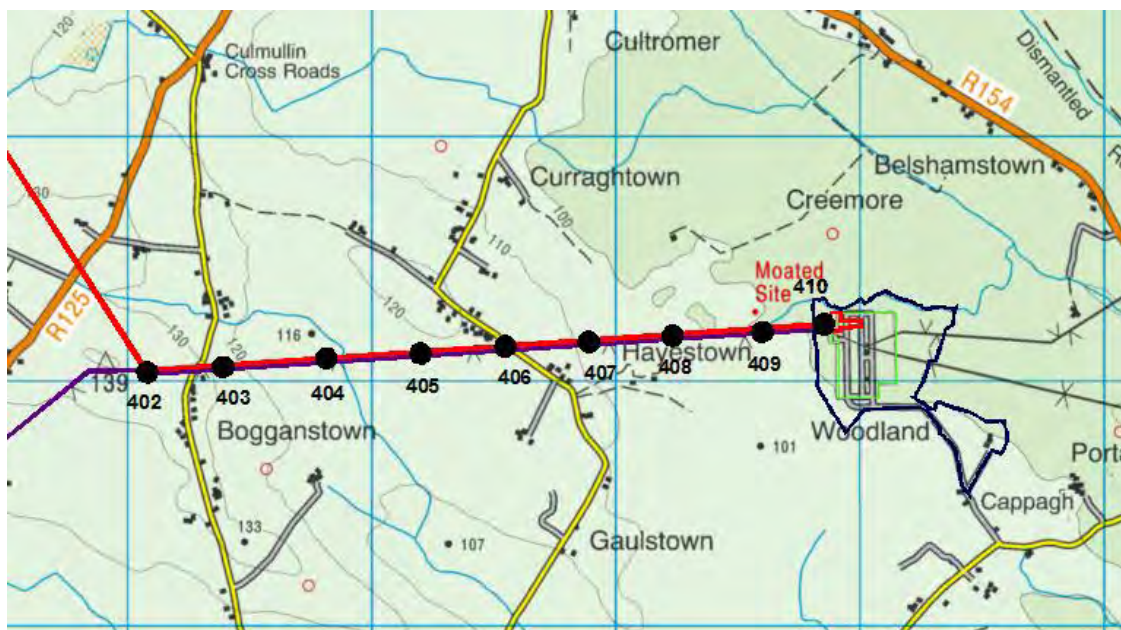 120
Culmullin
Cross Roads
Cultromer
R154
Dismantled
Curraghtown
Belshamstown
Creemore
100
110
Moated
Site
410
R125
120
130
116
120
139
402
403
404
405
406
407
408
409
Hayestown
Bogganstown
Woodland
101
Porta
Cappagh
133
107
Gaulstown